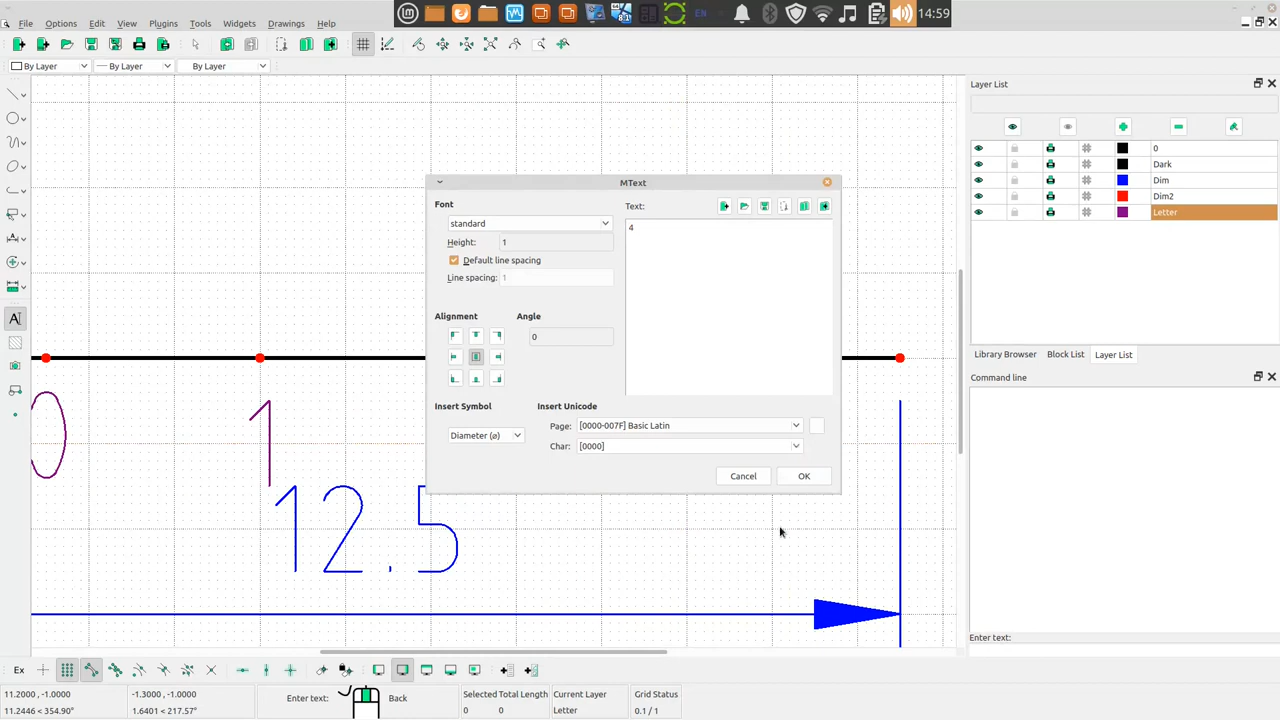 EN
14:59
File Edit View Plugins Tools Widgets Drawings Help
By Layer By Layer By Layer
Layer List
0
Dark
Dim
Dim2
Letter
Library Browser Block List Layer List
Command line
Enter text:
MText
Font
standard
Height: 1
Default line spacing
Line spacing: 1
Text:
4
Alignment
Angle
0
Insert Symbol
Diameter (ø)
Insert Unicode
Page: [0000-007F] Basic Latin
Char: [0000]
Cancel OK
0 1
12.5
Ex
11.2000 , -1.0000
11.2446 < 354.90°
-1.3000 , -1.0000
1.6401 < 217.57°
Enter text: Back
Selected Total Length
0 0
Current Layer
Letter
Grid Status
0.1 / 1